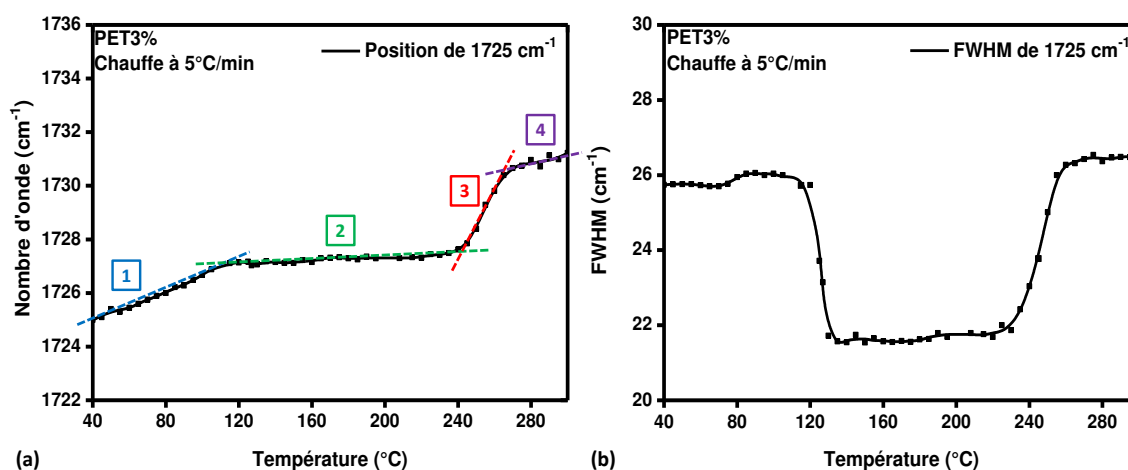 PET3%
Chauffe à 5°C/min
Position de 1725 cm-1
1736
1734
1732
1730
1728
1726
1724
1722
Nombre d'onde (cm-1)
1
2
3
4
40
80
120
160
200
240
280
Température (°C)
(a)
PET3%
Chauffe à 5°C/min
FWHM de 1725 cm-1
30
28
26
24
22
20
FWHM (cm-1)
40
80
120
160
200
240
280
Température (°C)
(b)